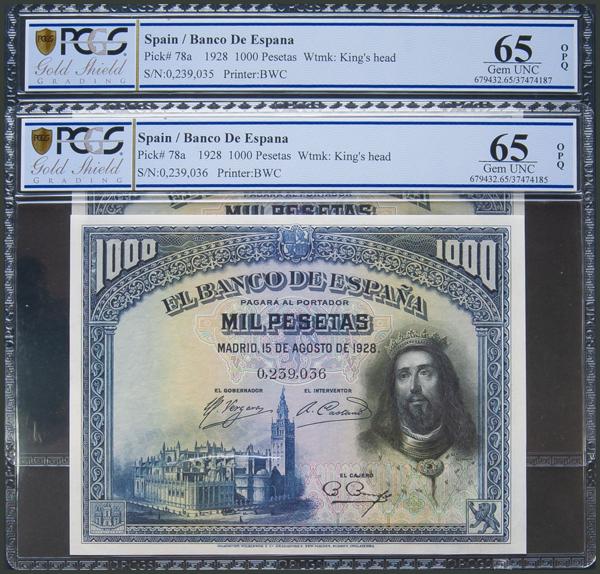 PCGS
Gold Shield
GRADING
Spain / Banco De Espana
Pick# 78a 1928 1000 Pesetas Wtmk: King's head
S/N:0,239,035 Printer:BWC
65
Gem UNC
OPQ
679432.65/37474187
PCGS
Gold Shield
GRADING
Spain / Banco De Espana
Pick# 78a 1928 1000 Pesetas Wtmk: King's head
S/N:0,239,036 Printer:BWC
65
Gem UNC
OPQ
679432.65/37474185
PAGARÁ AL PORTADOR
MIL PESETAS
1000 1000
EL BANCO DE ESPAÑA
PAGARÁ AL PORTADOR
MIL PESETAS
MADRID, 15 DE AGOSTO DE 1928.
0,239,036
EL GOBERNADOR EL INTERVENTOR
EL CAJERO